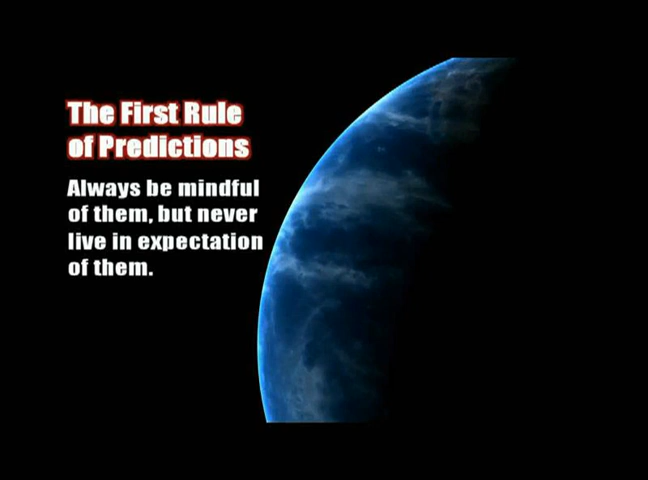 The First Rule
of Predictions
Always be mindful
of them, but never
live in expectation
of them.